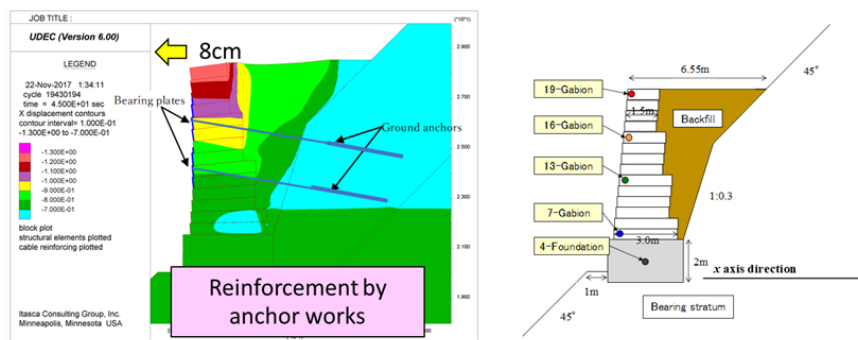 JOB TITLE :
UDEC (Version 6.00)
LEGEND
22-Nov-2017 1:34:11
cycle 19430194
time = 4.500E+01 sec
X displacement contours
contour interval= 1.000E-01
-1.300E+00 to -7.000E-01
-1.300E+00
-1.200E+00
-1.100E+00
-1.000E+00
-9.000E-01
-8.000E-01
-7.000E-01
block plot
structural elements plotted
cable reinforcing plotted
Itasca Consulting Group, Inc.
Minneapolis, Minnesota USA
8cm
Bearing plates
Ground anchors
Reinforcement by
anchor works
(*10^1)
2.900
2.700
2.500
2.300
2.100
1.900
6.55m
45°
19-Gabion
1.5m
Backfill
16-Gabion
13-Gabion
1:0.3
7-Gabion
3.0m
4-Foundation
2m
x axis direction
1m
Bearing stratum
45°